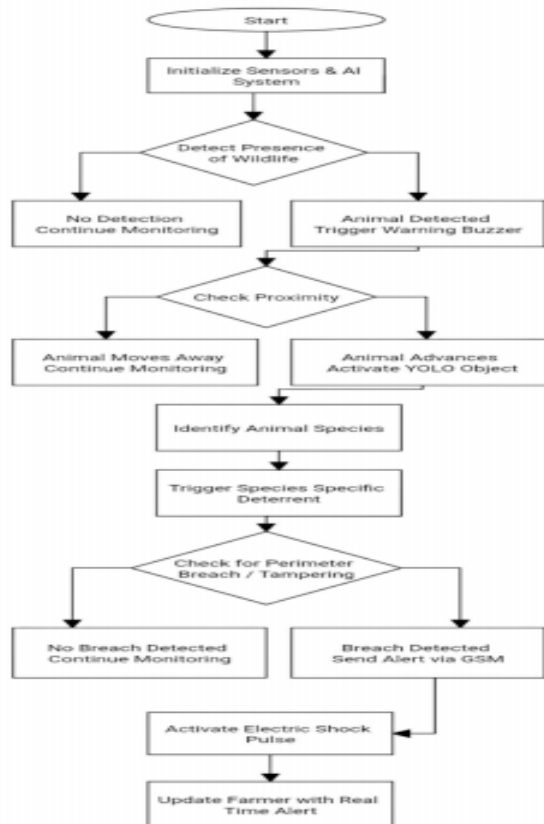 Start
Initialize Sensors & AI
System
Detect Presence
of Wildlife
No Detection
Continue Monitoring
Animal Detected
Trigger Warning Buzzer
Check Proximity
Animal Moves Away
Continue Monitoring
Animal Advances
Activate YOLO Object
Identify Animal Species
Trigger Species Specific
Deterrent
Check for Perimeter
Breach / Tampering
No Breach Detected
Continue Monitoring
Breach Detected
Send Alert via GSM
Activate Electric Shock
Pulse
Update Farmer with Real
Time Alert